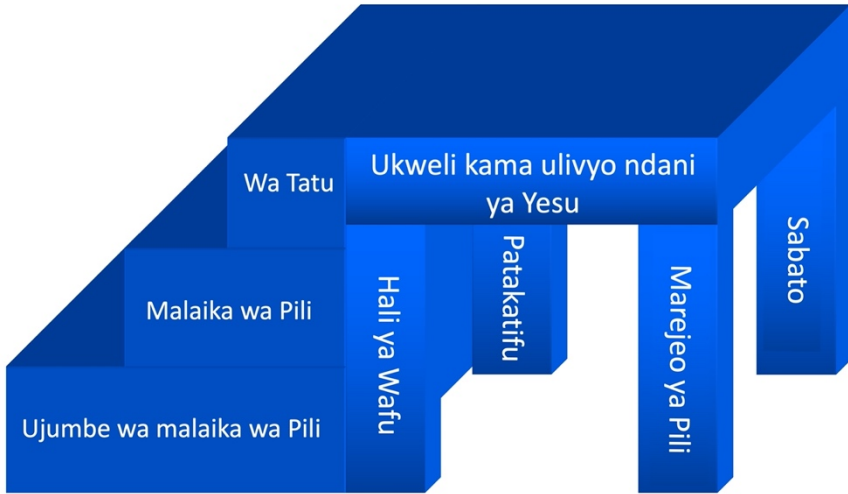 Wa Tatu
Ukweli kama ulivyo ndani
ya Yesu
Malaika wa Pili
Ujumbe wa malaika wa Pili
Hali ya Wafu
Patakatifu
Marejeo ya Pili
Sabato